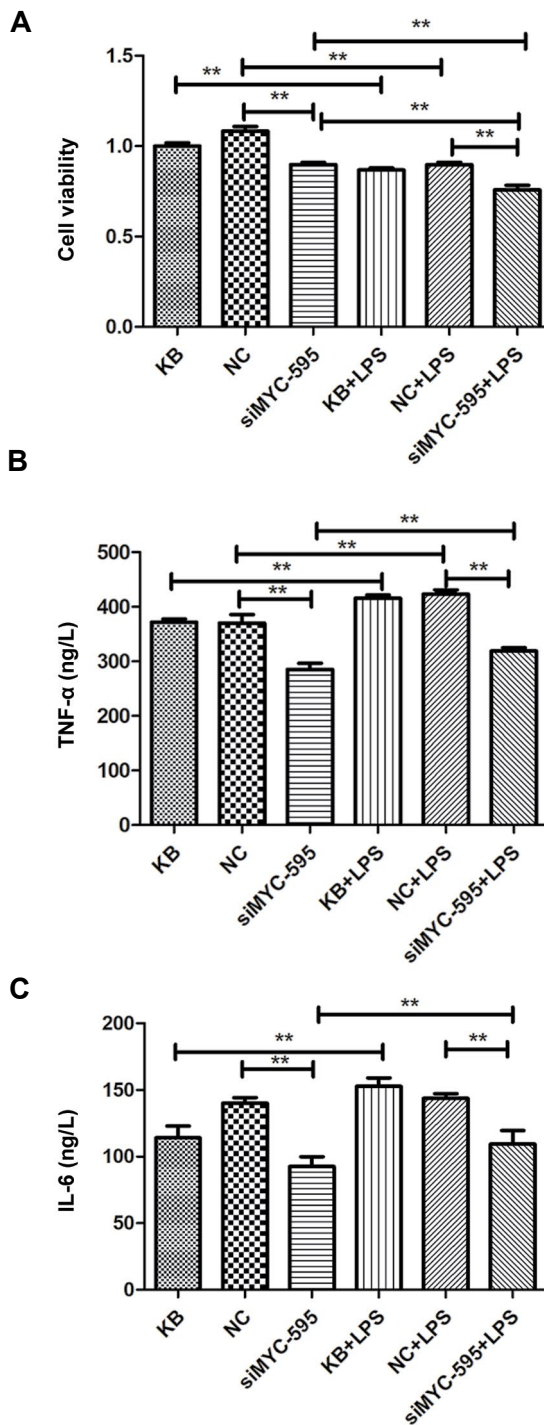 A
**
**
**
**
**
**
1.5
1.0
0.5
0.0
Cell viability
KB
NC
siMYC-595
KB+LPS
NC+LPS
siMYC-595+LPS
B
**
**
**
**
**
500
400
300
200
100
0
TNF-α (ng/L)
KB
NC
siMYC-595
KB+LPS
NC+LPS
siMYC-595+LPS
C
**
**
**
**
200
150
100
50
0
IL-6 (ng/L)
KB
NC
siMYC-595
KB+LPS
NC+LPS
siMYC-595+LPS